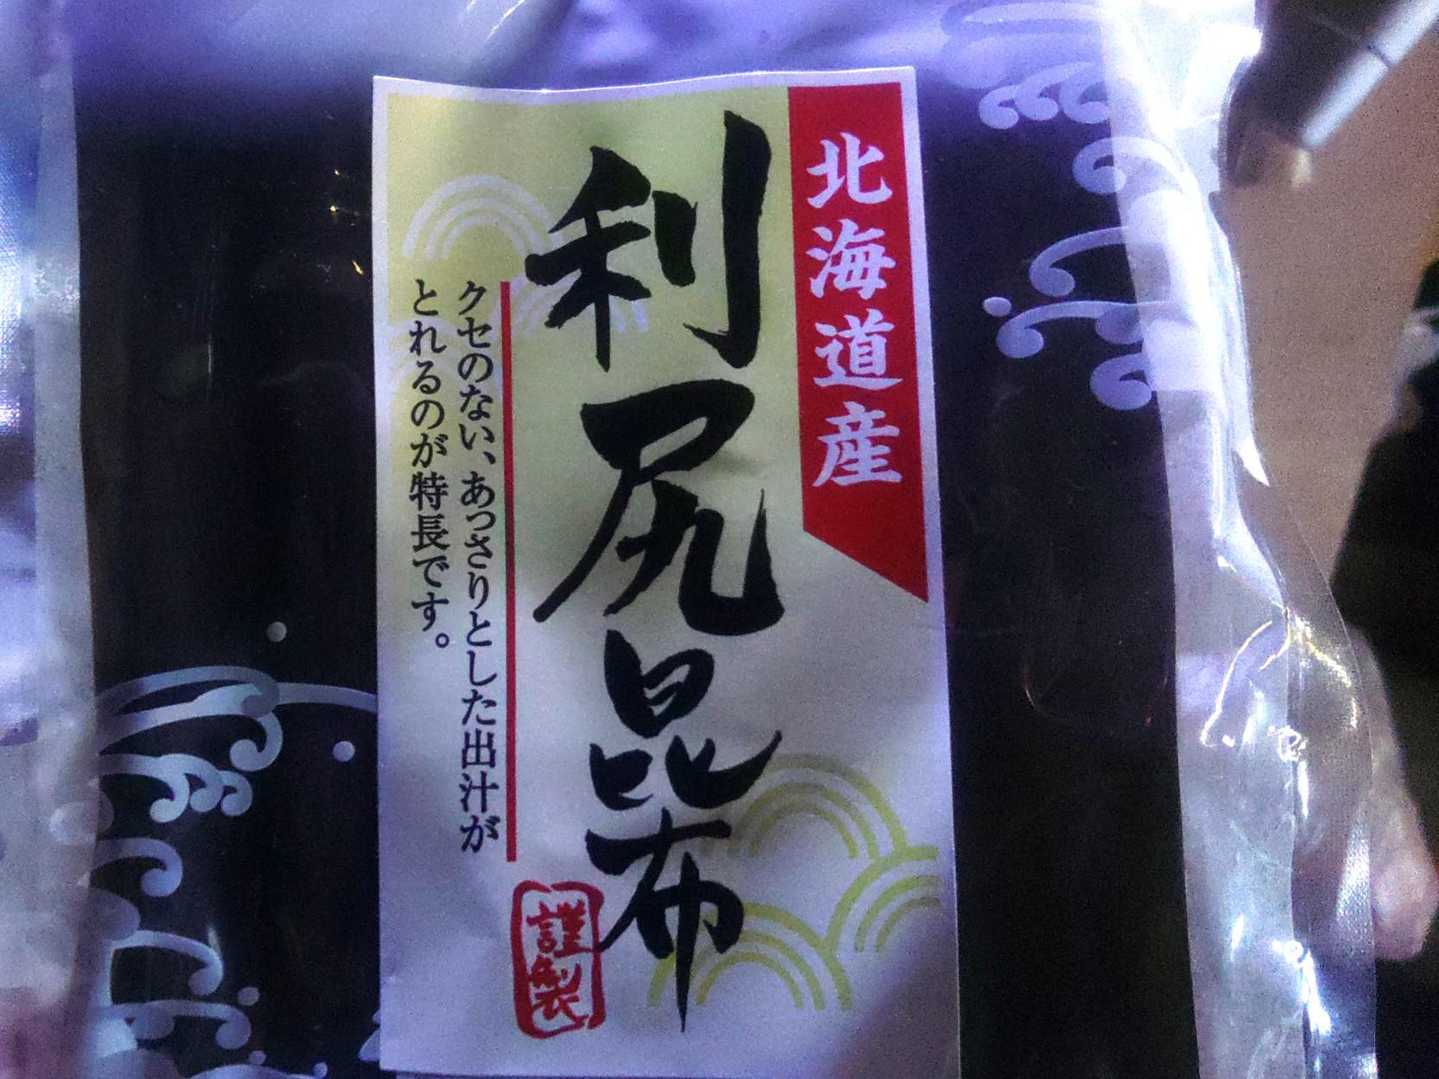 北海道産
利尻昆布
クセのない、あっさりとした出汁が
とれるのが特長です。
謹製